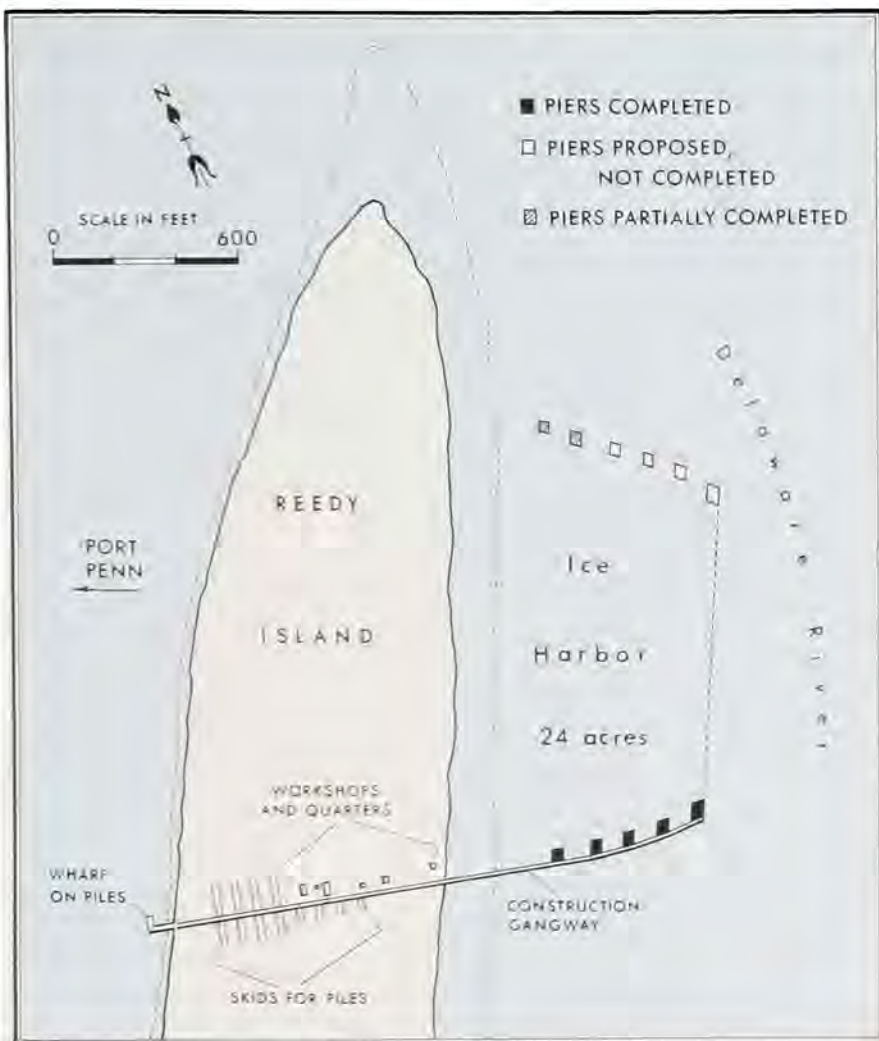 N
SCALE IN FEET
0 600
■ PIERS COMPLETED
□ PIERS PROPOSED,
NOT COMPLETED
▨ PIERS PARTIALLY COMPLETED
Delaware River
REEDY
ISLAND
PORT
PENN
Ice
Harbor
24 acres
WORKSHOPS
AND QUARTERS
WHARF
ON PILES
CONSTRUCTION
GANGWAY
SKIDS FOR PILES